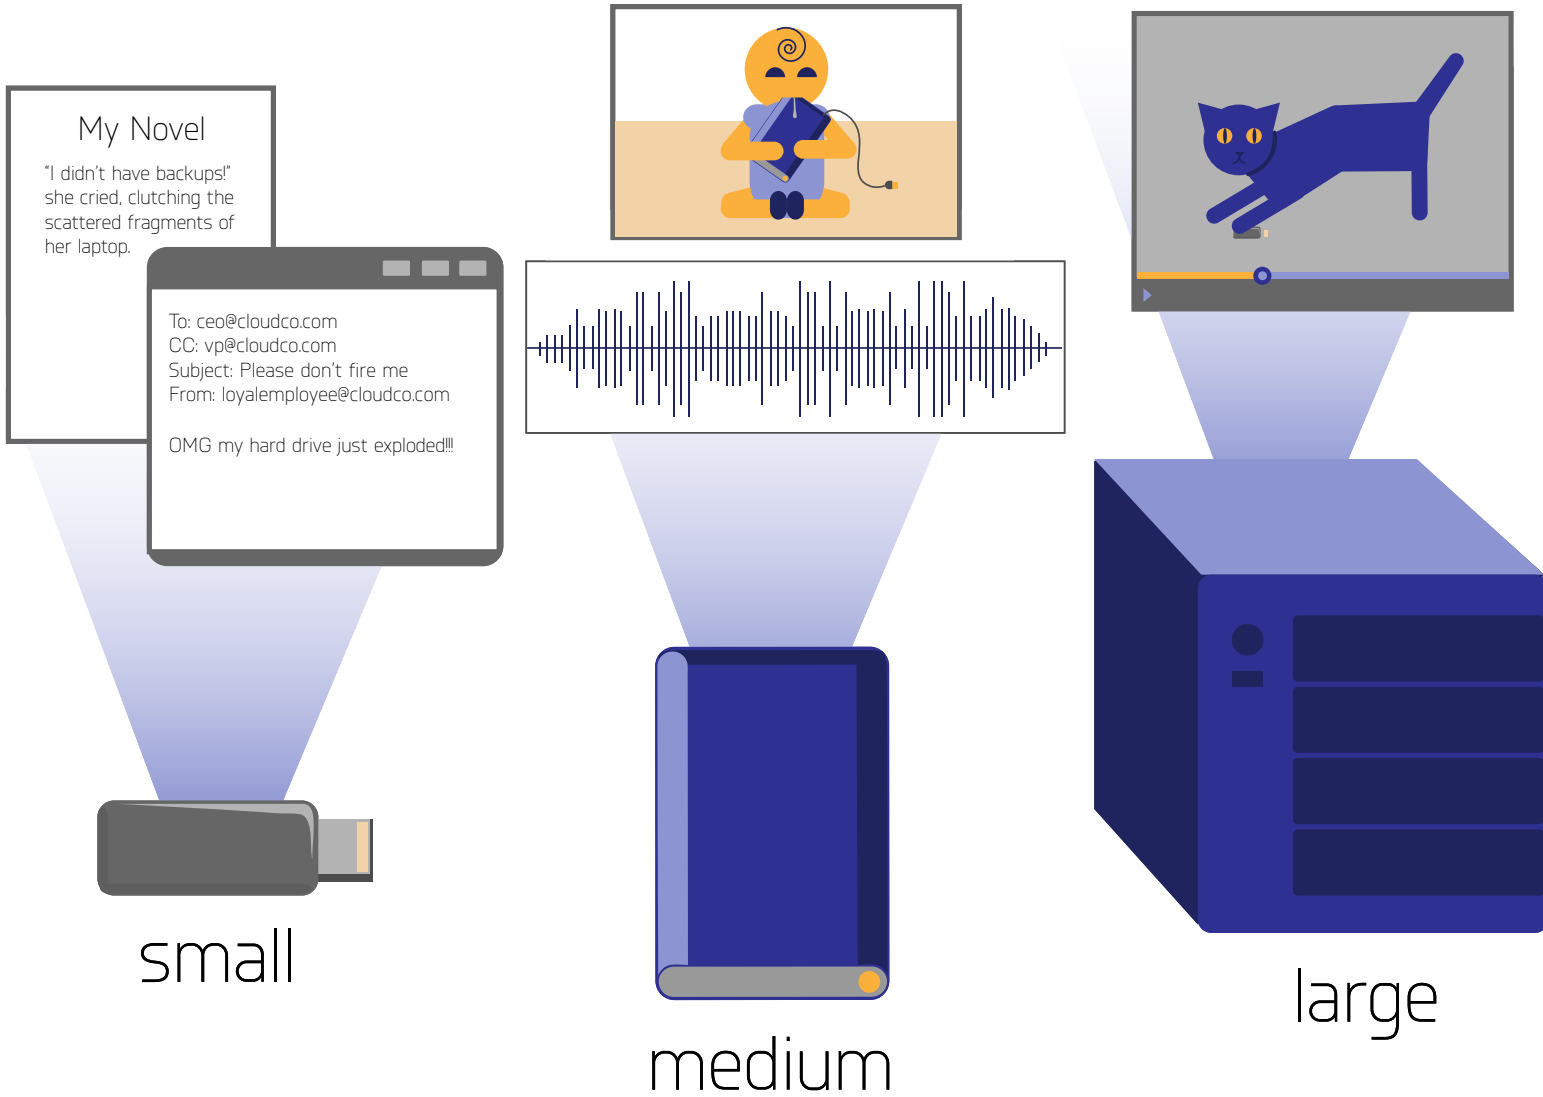 My Novel
“I didn’t have backups!”
she cried, clutching the
scattered fragments of
her laptop.
To: ceo@cloudco.com
CC: vp@cloudco.com
Subject: Please don’t fire me
From: loyalemployee@cloudco.com
OMG my hard drive just exploded!!!
small
medium
large